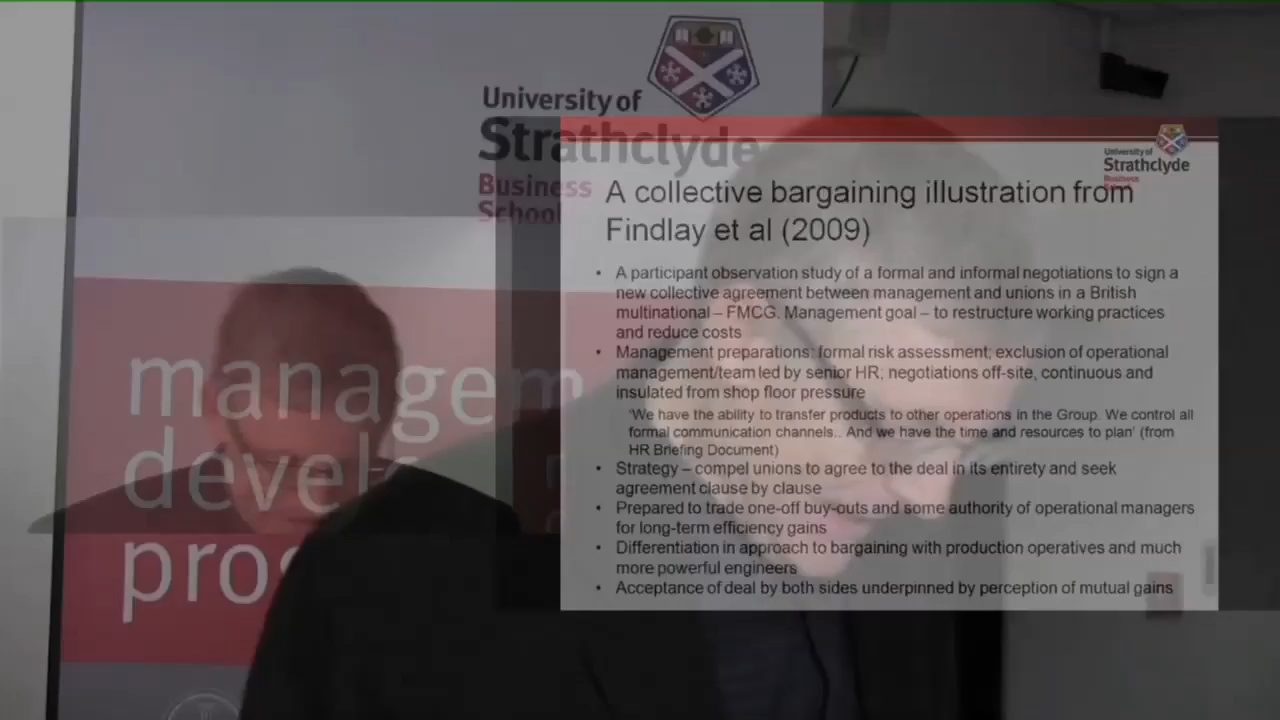 University of
Strathclyde
Business
School
managem
develo
pro
University of
Strathclyde
Business
School
A collective bargaining illustration from
Findlay et al (2009)
• A participant observation study of a formal and informal negotiations to sign a
new collective agreement between management and unions in a British
multinational – FMCG. Management goal – to restructure working practices
and reduce costs
• Management preparations: formal risk assessment; exclusion of operational
management/team led by senior HR; negotiations off-site, continuous and
insulated from shop floor pressure
'We have the ability to transfer products to other operations in the Group. We control all
formal communication channels.. And we have the time and resources to plan' (from
HR Briefing Document)
• Strategy – compel unions to agree to the deal in its entirety and seek
agreement clause by clause
• Prepared to trade one-off buy-outs and some authority of operational managers
for long-term efficiency gains
• Differentiation in approach to bargaining with production operatives and much
more powerful engineers
• Acceptance of deal by both sides underpinned by perception of mutual gains